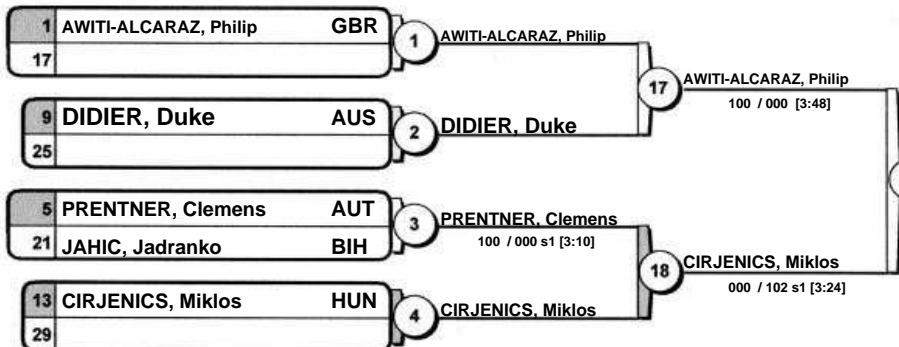 1 AWITI-ALCARAZ, Philip GBR
17
1
AWITI-ALCARAZ, Philip
9 DIDIER, Duke AUS
25
2
DIDIER, Duke
17
AWITI-ALCARAZ, Philip
100 / 000 [3:48]
5 PRENTNER, Clemens AUT
21 JAHIC, Jadranko BIH
3
PRENTNER, Clemens
100 / 000 s1 [3:10]
13 CIRJENICS, Miklos HUN
29
4
CIRJENICS, Miklos
18
CIRJENICS, Miklos
000 / 102 s1 [3:24]